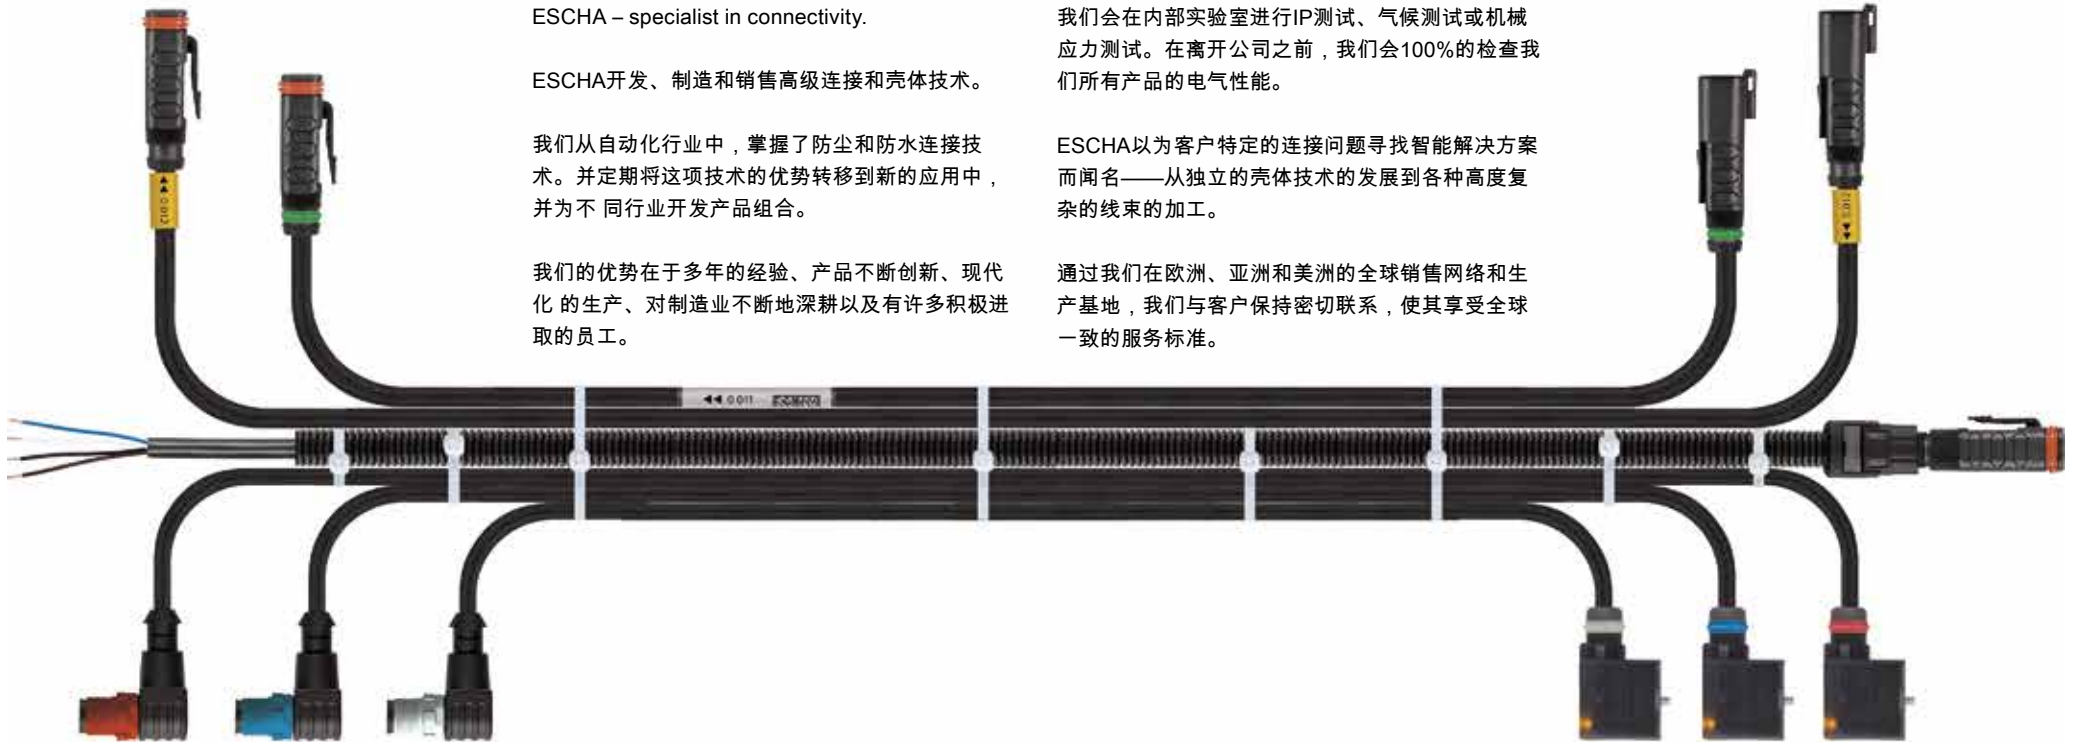 ESCHA – specialist in connectivity.
ESCHA开发、制造和销售高级连接和壳体技术。
我们从自动化行业中，掌握了防尘和防水连接技
术。并定期将这项技术的优势转移到新的应用中，
并为不 同行业开发产品组合。
我们的优势在于多年的经验、产品不断创新、现代
化 的生产、对制造业不断地深耕以及有许多积极进
取的员工。
我们会在内部实验室进行IP测试、气候测试或机械
应力测试。在离开公司之前，我们会100%的检查我
们所有产品的电气性能。
ESCHA以为客户特定的连接问题寻找智能解决方案
而闻名——从独立的壳体技术的发展到各种高度复
杂的线束的加工。
通过我们在欧洲、亚洲和美洲的全球销售网络和生
产基地，我们与客户保持密切联系，使其享受全球
一致的服务标准。
0.012
0.012
◄◄ 0.011